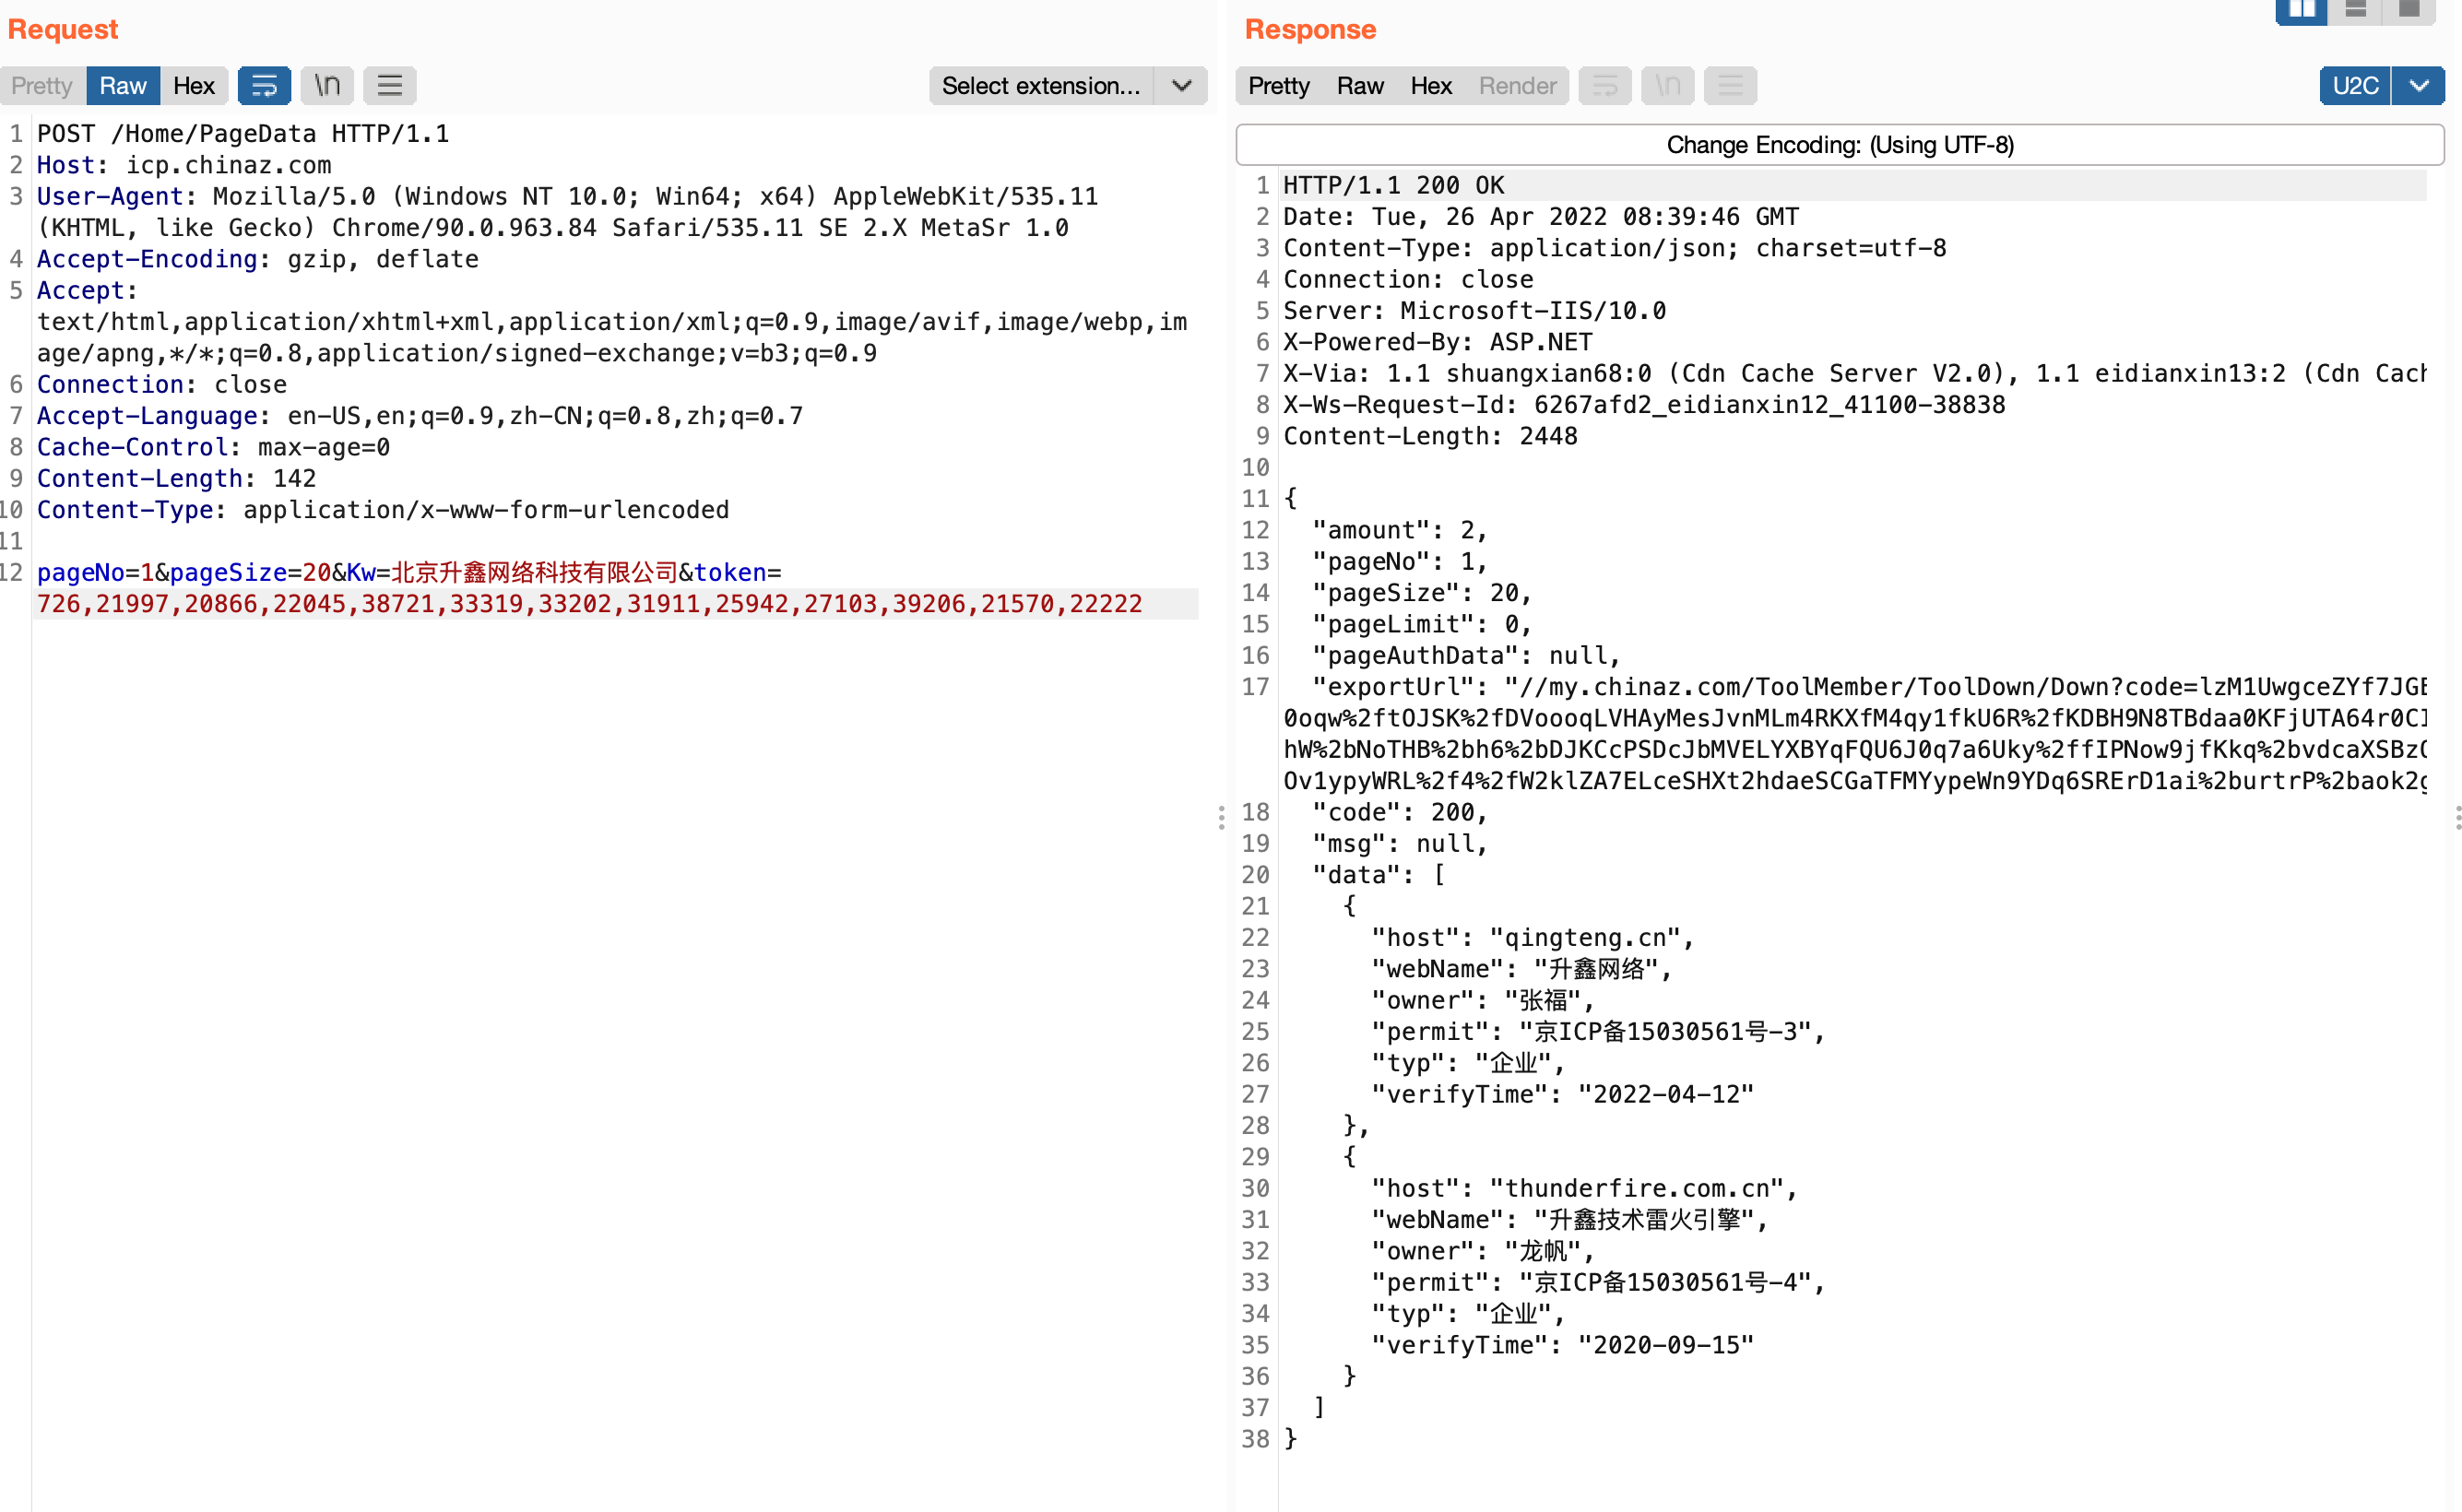 Request
Pretty Raw Hex \n Select extension...
1 POST /Home/PageData HTTP/1.1
2 Host: icp.chinaz.com
3 User-Agent: Mozilla/5.0 (Windows NT 10.0; Win64; x64) AppleWebKit/535.11
(KHTML, like Gecko) Chrome/90.0.963.84 Safari/535.11 SE 2.X MetaSr 1.0
4 Accept-Encoding: gzip, deflate
5 Accept:
text/html,application/xhtml+xml,application/xml;q=0.9,image/avif,image/webp,im
age/apng,*/*;q=0.8,application/signed-exchange;v=b3;q=0.9
6 Connection: close
7 Accept-Language: en-US,en;q=0.9,zh-CN;q=0.8,zh;q=0.7
8 Cache-Control: max-age=0
9 Content-Length: 142
10 Content-Type: application/x-www-form-urlencoded
11
12 pageNo=1&pageSize=20&Kw=北京升鑫网络科技有限公司&token=
726,21997,20866,22045,38721,33319,33202,31911,25942,27103,39206,21570,22222
Response
Pretty Raw Hex Render \n U2C
Change Encoding: (Using UTF-8)
1 HTTP/1.1 200 OK
2 Date: Tue, 26 Apr 2022 08:39:46 GMT
3 Content-Type: application/json; charset=utf-8
4 Connection: close
5 Server: Microsoft-IIS/10.0
6 X-Powered-By: ASP.NET
7 X-Via: 1.1 shuangxian68:0 (Cdn Cache Server V2.0), 1.1 eidianxin13:2 (Cdn Cach
8 X-Ws-Request-Id: 6267afd2_eidianxin12_41100-38838
9 Content-Length: 2448
10
11 {
12 "amount": 2,
13 "pageNo": 1,
14 "pageSize": 20,
15 "pageLimit": 0,
16 "pageAuthData": null,
17 "exportUrl": "//my.chinaz.com/ToolMember/ToolDown/Down?code=lzM1UwgceZYf7JGE
0oqw%2ftOJSK%2fDVoooqLVHAyMesJvnMLm4RKXfM4qy1fkU6R%2fKDBH9N8TBdaa0KFjUTA64r0CI
hW%2bNoTHB%2bh6%2bDJKCcPSDcJbMVELYXBYqFQU6J0q7a6Uky%2ffIPNow9jfKkq%2bvdcaXSBzC
Ov1ypyWRL%2f4%2fW2klZA7ELceSHXt2hdaeSCGaTFMYypeWn9YDq6SRErD1ai%2burtrP%2baok2g
18 "code": 200,
19 "msg": null,
20 "data": [
21 {
22 "host": "qingteng.cn",
23 "webName": "升鑫网络",
24 "owner": "张福",
25 "permit": "京ICP备15030561号-3",
26 "typ": "企业",
27 "verifyTime": "2022-04-12"
28 },
29 {
30 "host": "thunderfire.com.cn",
31 "webName": "升鑫技术雷火引擎",
32 "owner": "龙帆",
33 "permit": "京ICP备15030561号-4",
34 "typ": "企业",
35 "verifyTime": "2020-09-15"
36 }
37 ]
38 }